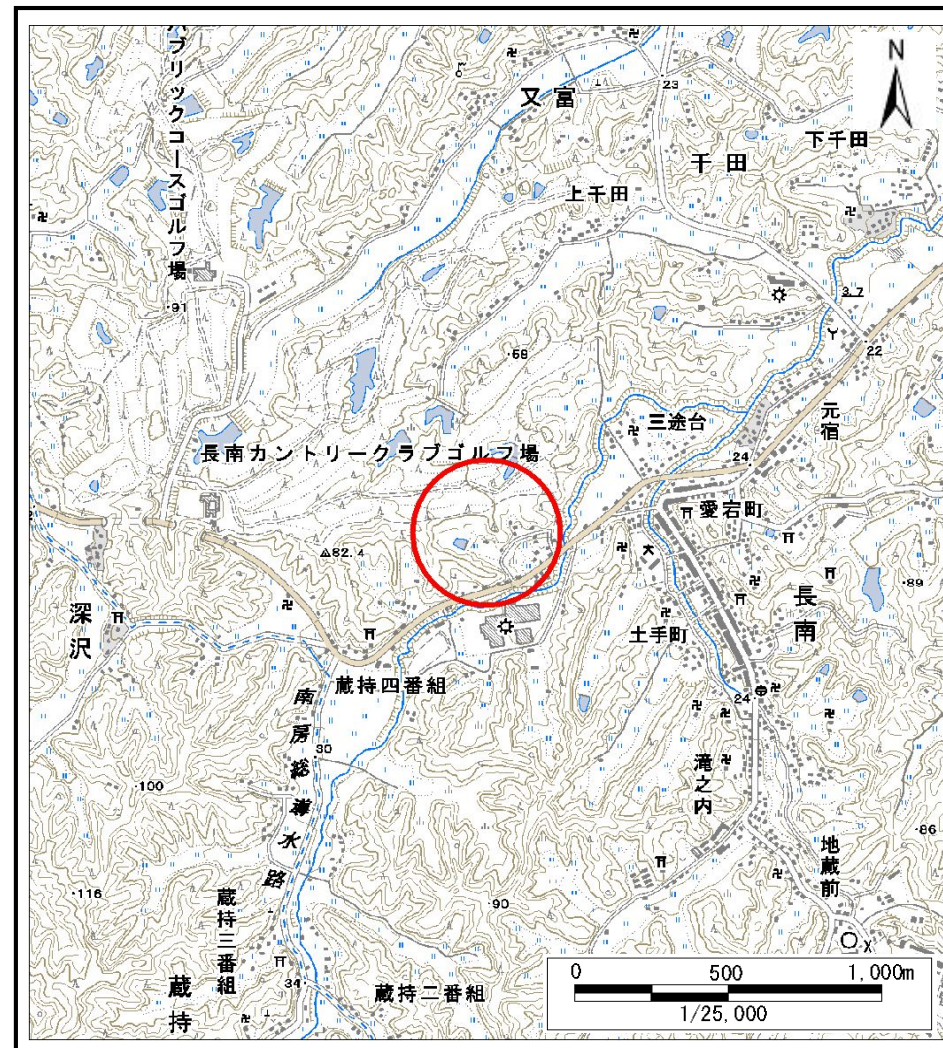 パブリックコースゴルフ場
又富
23
N
下千田
千田
上千田
3.7
・91
・68
22
元宿
三途台
長南カントリークラブゴルフ場
24
愛宕町
△82.4
・89
深沢
長南
土手町
蔵持四番組
24
南房総導水路
30
滝之内
・100
・86
地蔵前
・116
・90
蔵持三番組
蔵持
34
蔵持二番組
0 500 1,000m
1/25,000